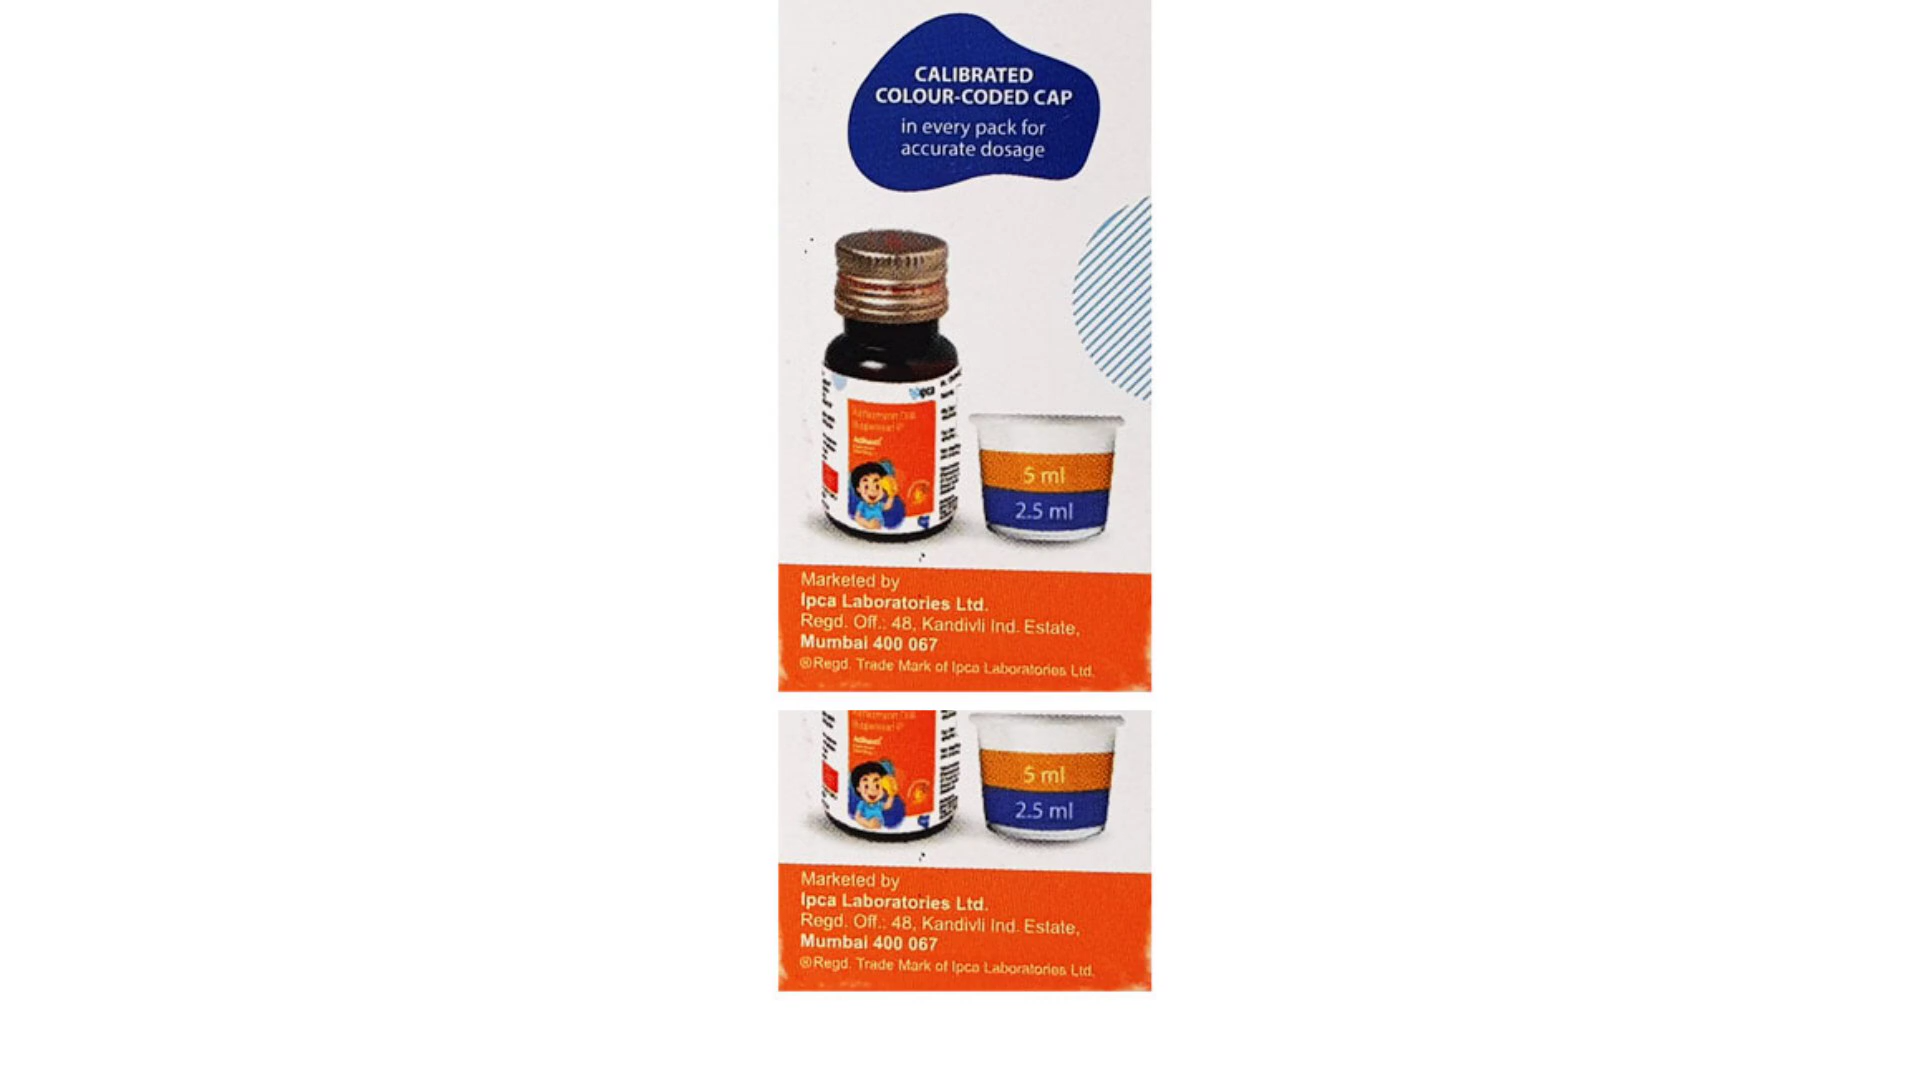 CALIBRATED
COLOUR-CODED CAP
in every pack for
accurate dosage
ipca
5 ml
2.5 ml
Marketed by
Ipca Laboratories Ltd.
Regd. Off.: 48, Kandivli Ind. Estate,
Mumbai 400 067
®Regd. Trade Mark of Ipca Laboratories Ltd.
5 ml
2.5 ml
Marketed by
Ipca Laboratories Ltd.
Regd. Off.: 48, Kandivli Ind. Estate,
Mumbai 400 067
®Regd. Trade Mark of Ipca Laboratories Ltd.